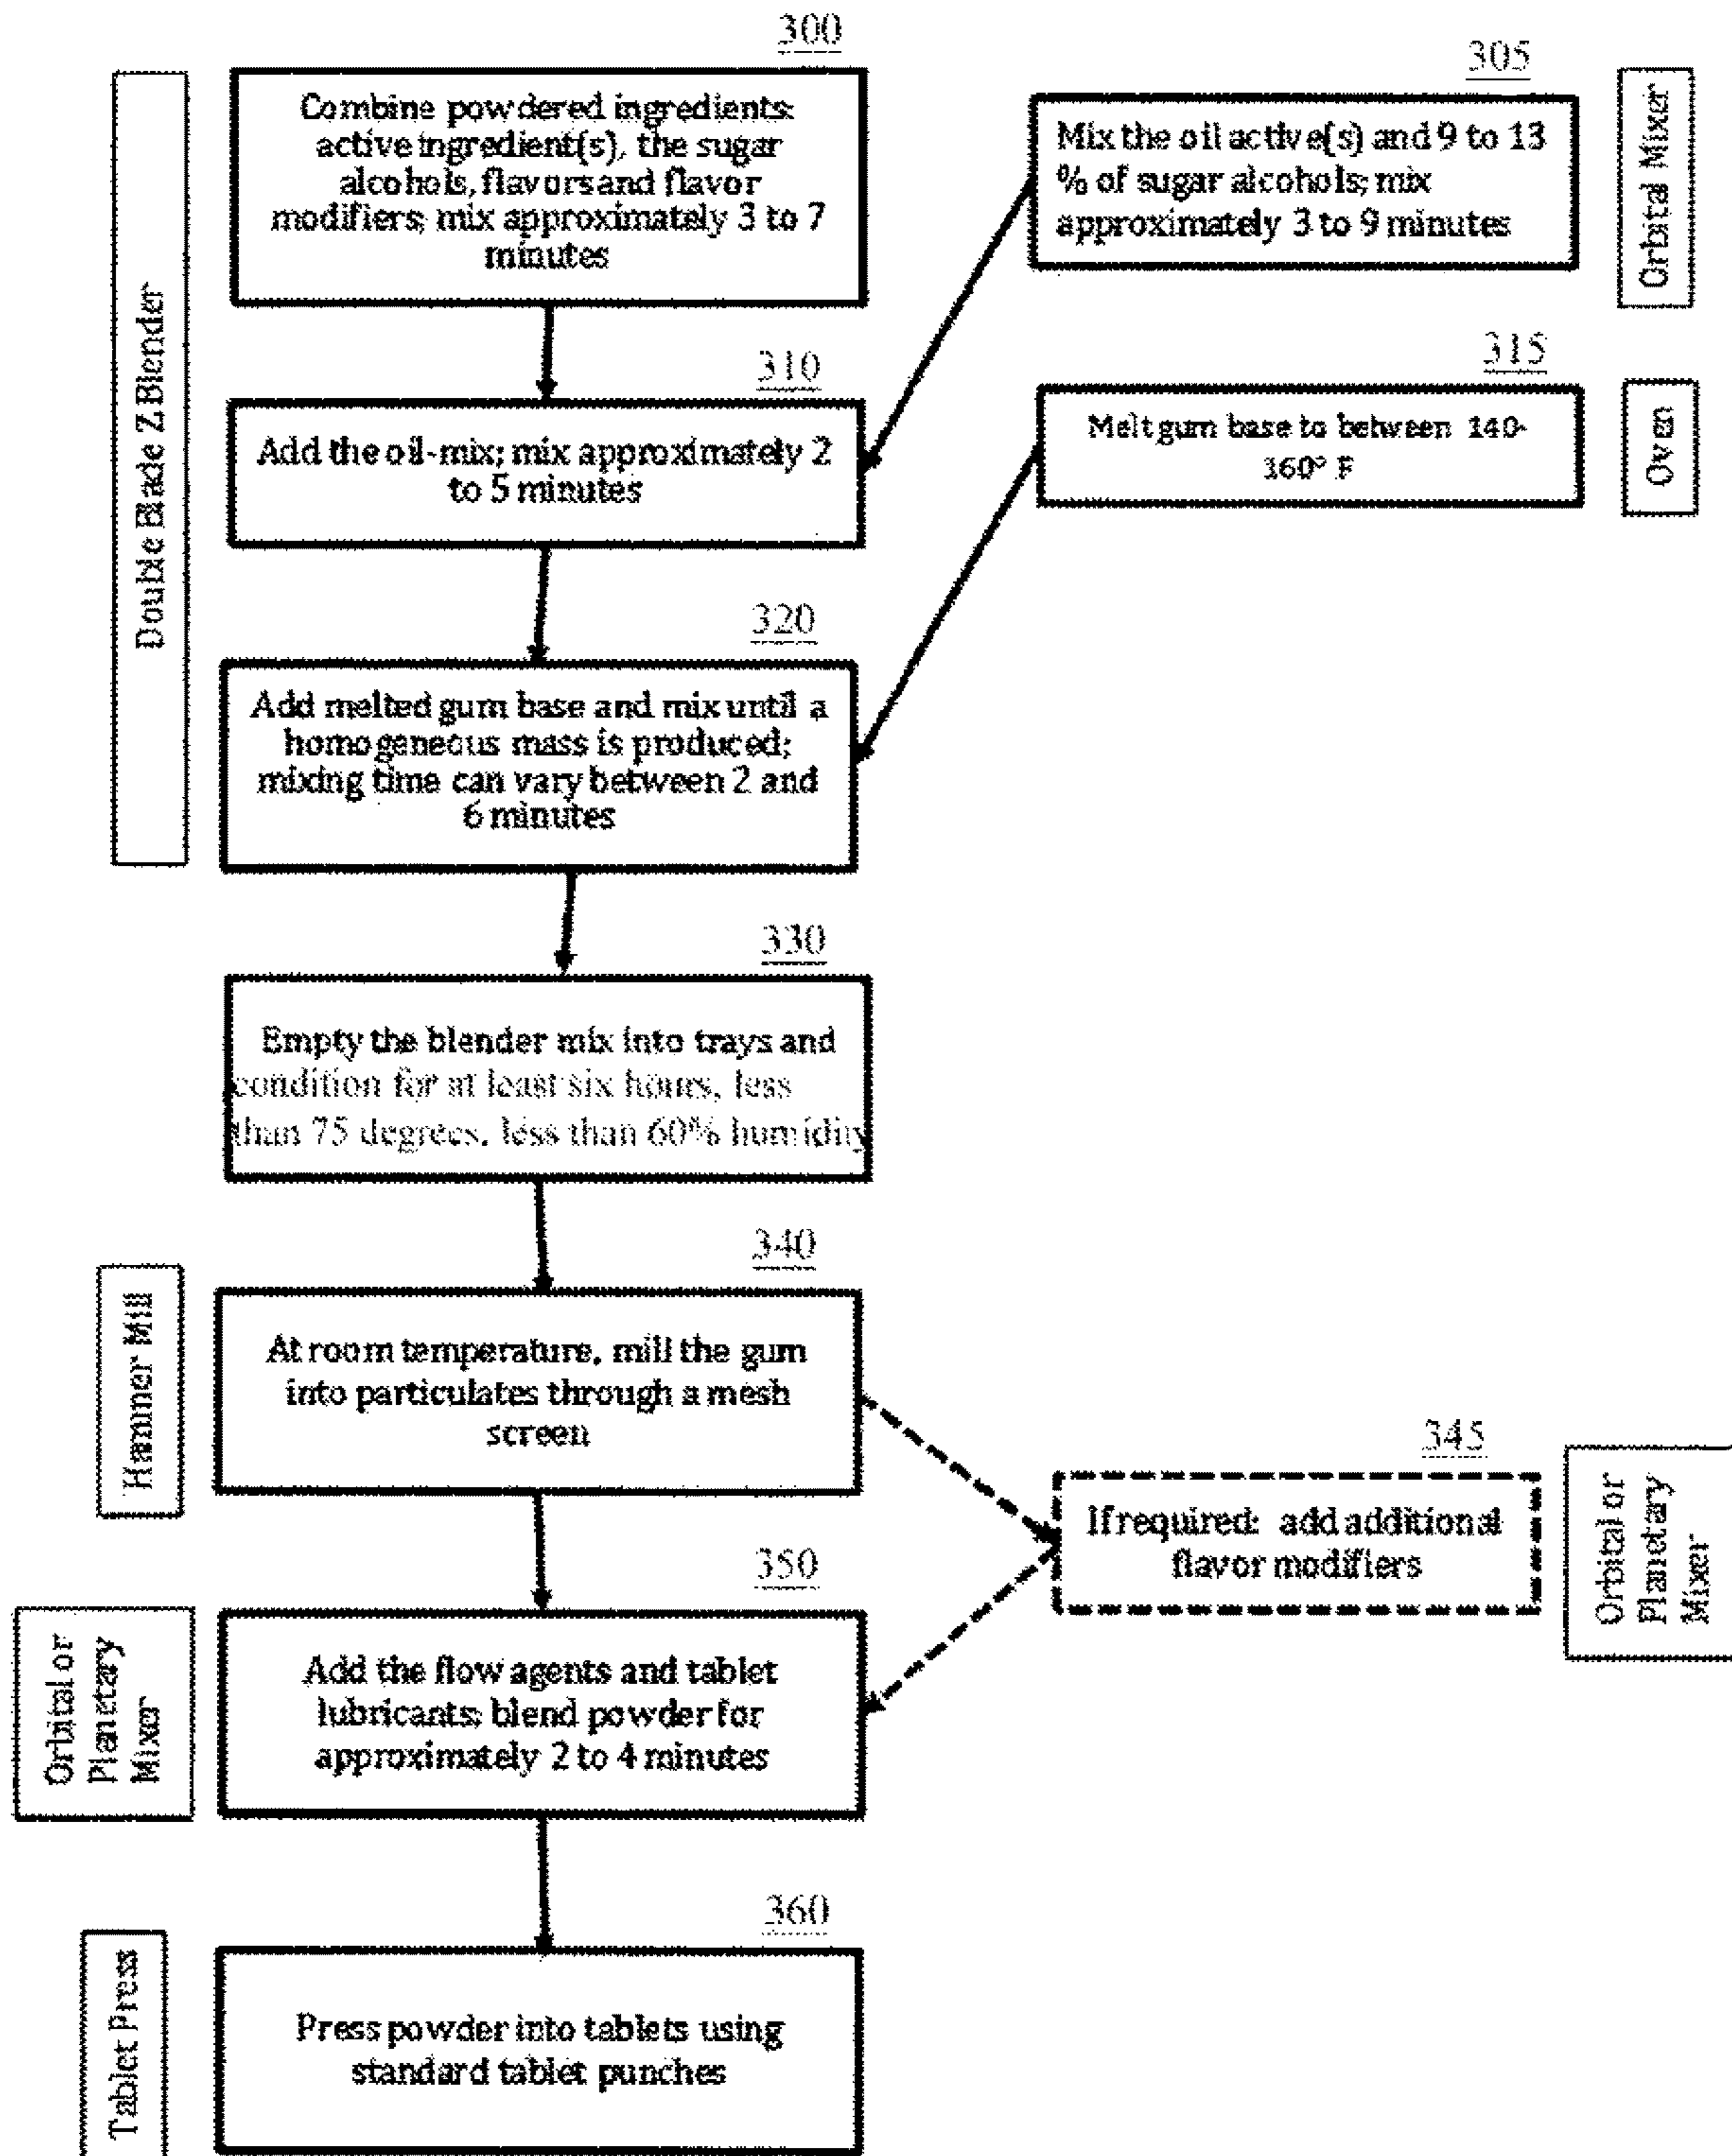 300
Combine powdered ingredients:
active ingredient(s), the sugar
alcohols, flavors and flavor
modifiers; mix approximately 3 to 7
minutes
305
Mix the oil active(s) and 9 to 13
% of sugar alcohols; mix
approximately 3 to 9 minutes
Orbital Mixer
Double Blade Z Blender
310
Add the oil-mix; mix approximately 2
to 5 minutes
315
Melt gum base to between 140-
160° F
Oven
320
Add melted gum base and mix until a
homogeneous mass is produced;
mixing time can vary between 2 and
6 minutes
330
Empty the blender mix into trays and
condition for at least six hours, less
than 75 degrees, less than 60% humidity
340
Hammer Mill
At room temperature, mill the gum
into particulates through a mesh
screen
345
If required: add additional
flavor modifiers
Orbital or
Planetary
Mixer
350
Orbital or
Planetary
Mixer
Add the flow agents and tablet
lubricants; blend powder for
approximately 2 to 4 minutes
360
Tablet Press
Press powder into tablets using
standard tablet punches